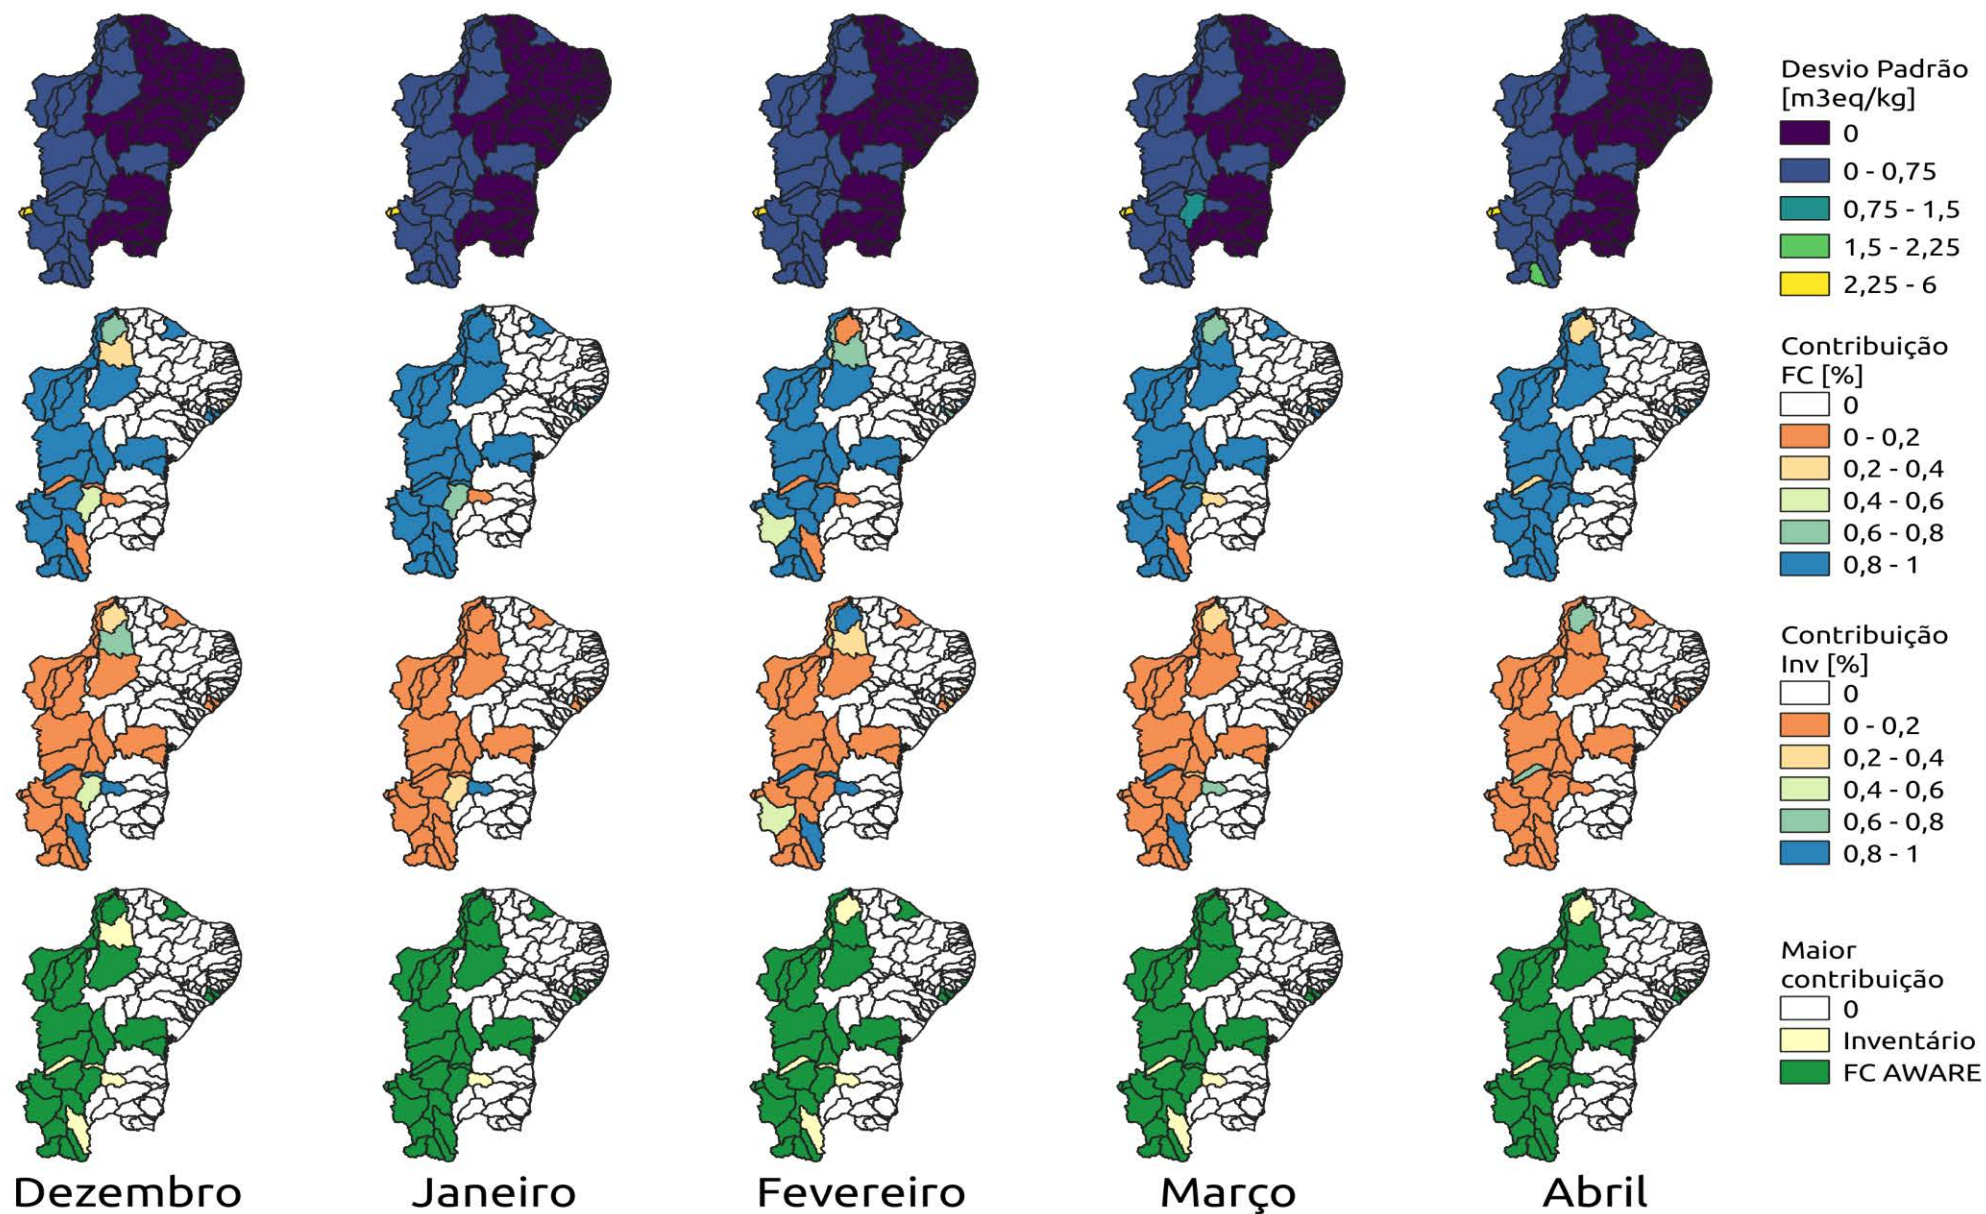 Desvio Padrão
[m3eq/kg]
0
0 - 0,75
0,75 - 1,5
1,5 - 2,25
2,25 - 6
Contribuição
FC [%]
0
0 - 0,2
0,2 - 0,4
0,4 - 0,6
0,6 - 0,8
0,8 - 1
Contribuição
Inv [%]
0
0 - 0,2
0,2 - 0,4
0,4 - 0,6
0,6 - 0,8
0,8 - 1
Maior
contribuição
0
Inventário
FC AWARE
Dezembro
Janeiro
Fevereiro
Março
Abril